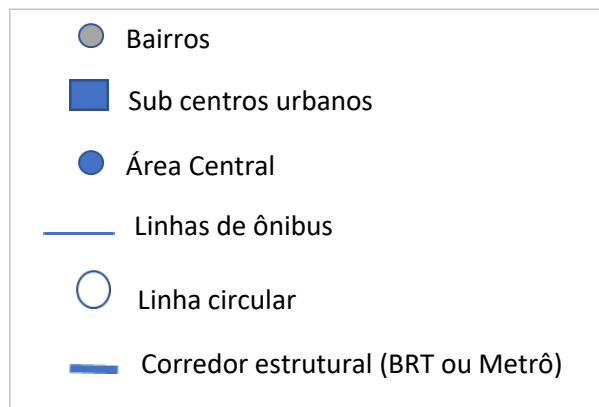 Bairros
Sub centros urbanos
Área Central
Linhas de ônibus
Linha circular
Corredor estrutural (BRT ou Metrô)